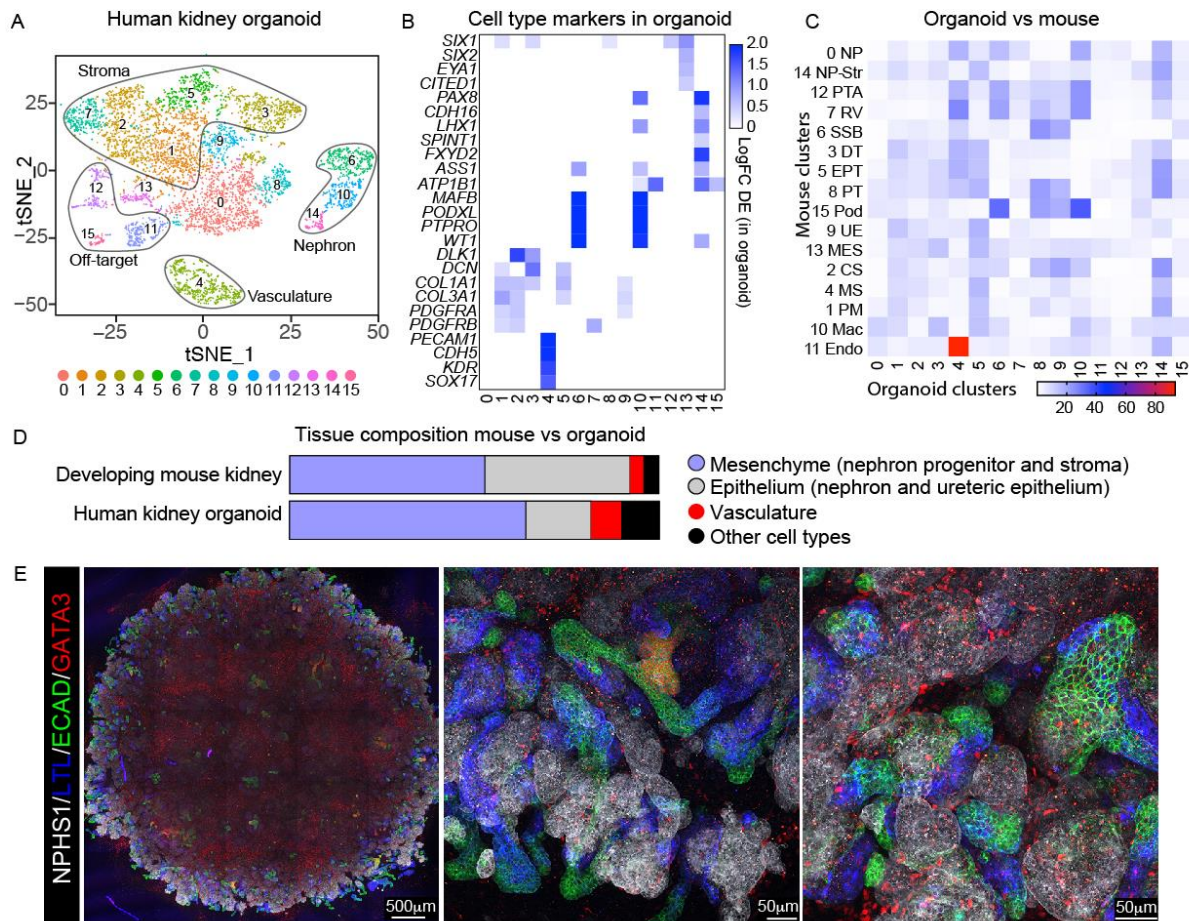 A Human kidney organoid
Stroma
7
2
5
3
1
9
0
8
6
10
14
Nephron
12
13
15
11
Off-target
4
Vasculature
25
10
−25
−50
tSNE_2
−25 0 25 50
tSNE_1
0 1 2 3 4 5 6 7 8 9 10 11 12 13 14 15
B Cell type markers in organoid
SIX1
SIX2
EYA1
CITED1
PAX8
CDH16
LHX1
SPINT1
FXYD2
ASS1
ATP1B1
MAFB
PODXL
PTPRO
WT1
DLK1
DCN
COL1A1
COL3A1
PDGFRA
PDGFRB
PECAM1
CDH5
KDR
SOX17
0 1 2 3 4 5 6 7 8 9 10 11 12 13 14 15
2.0
1.5
1.0
0.5
0
LogFC DE (in organoid)
C Organoid vs mouse
Mouse clusters
0 NP
14 NP-Str
12 PTA
7 RV
6 SSB
3 DT
5 EPT
8 PT
15 Pod
9 UE
13 MES
2 CS
4 MS
1 PM
10 Mac
11 Endo
0 1 2 3 4 5 6 7 8 9 10 11 12 13 14 15
Organoid clusters
20 40 60 80
D Tissue composition mouse vs organoid
Developing mouse kidney
Human kidney organoid
Mesenchyme (nephron progenitor and stroma)
Epithelium (nephron and ureteric epithelium)
Vasculature
Other cell types
E
NPHS1/LTL/ECAD/GATA3
500µm
50µm
50µm